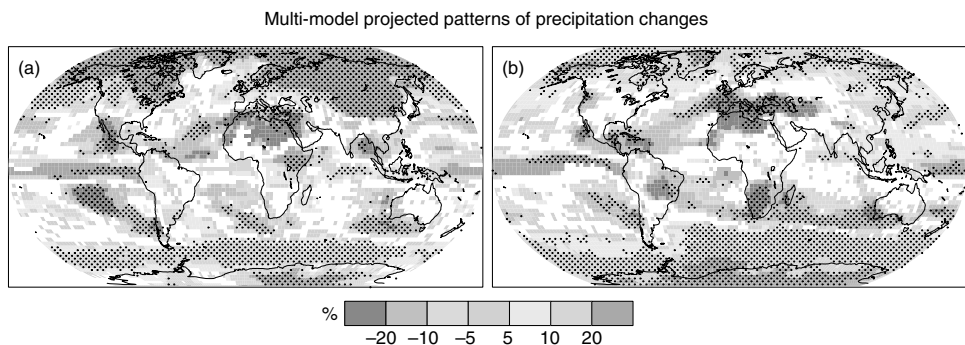 Multi-model projected patterns of precipitation changes
(a)
(b)
%
−20 −10 −5 5 10 20